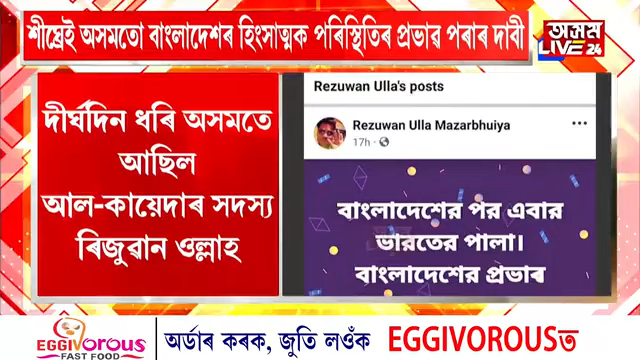 শীঘ্ৰেই অসমতো বাংলাদেশৰ হিংসাত্মক পৰিস্থিতিৰ প্ৰভাৱ পৰাৰ দাবী
অসম
LIVE 24
দীৰ্ঘদিন ধৰি অসমতে
আছিল
আল-কায়েদাৰ সদস্য
ৰিজুৱান ওল্লাহ
Rezuwan Ulla's posts
Rezuwan Ulla Mazarbhuiya
17h ·
বাংলাদেশের পর এবার
ভারতের পালা।
বাংলাদেশের প্রভাৰ
EGGIVOROUS
FAST FOOD
অৰ্ডাৰ কৰক, জুতি লওঁক EGGIVOROUSত